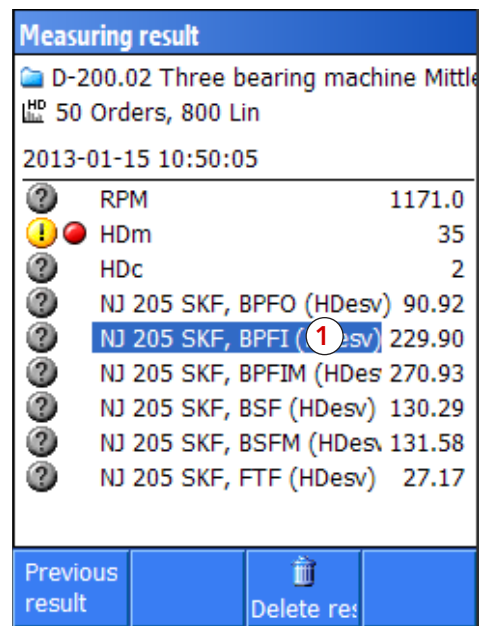 Measuring result
D-200.02 Three bearing machine Mittle
HD 50 Orders, 800 Lin
2013-01-15 10:50:05
RPM 1171.0
HDm 35
HDc 2
NJ 205 SKF, BPFO (HDesv) 90.92
NJ 205 SKF, BPFI ( 1 esv) 229.90
NJ 205 SKF, BPFIM (HDes 270.93
NJ 205 SKF, BSF (HDesv) 130.29
NJ 205 SKF, BSFM (HDesv 131.58
NJ 205 SKF, FTF (HDesv) 27.17
Previous
result
Delete res